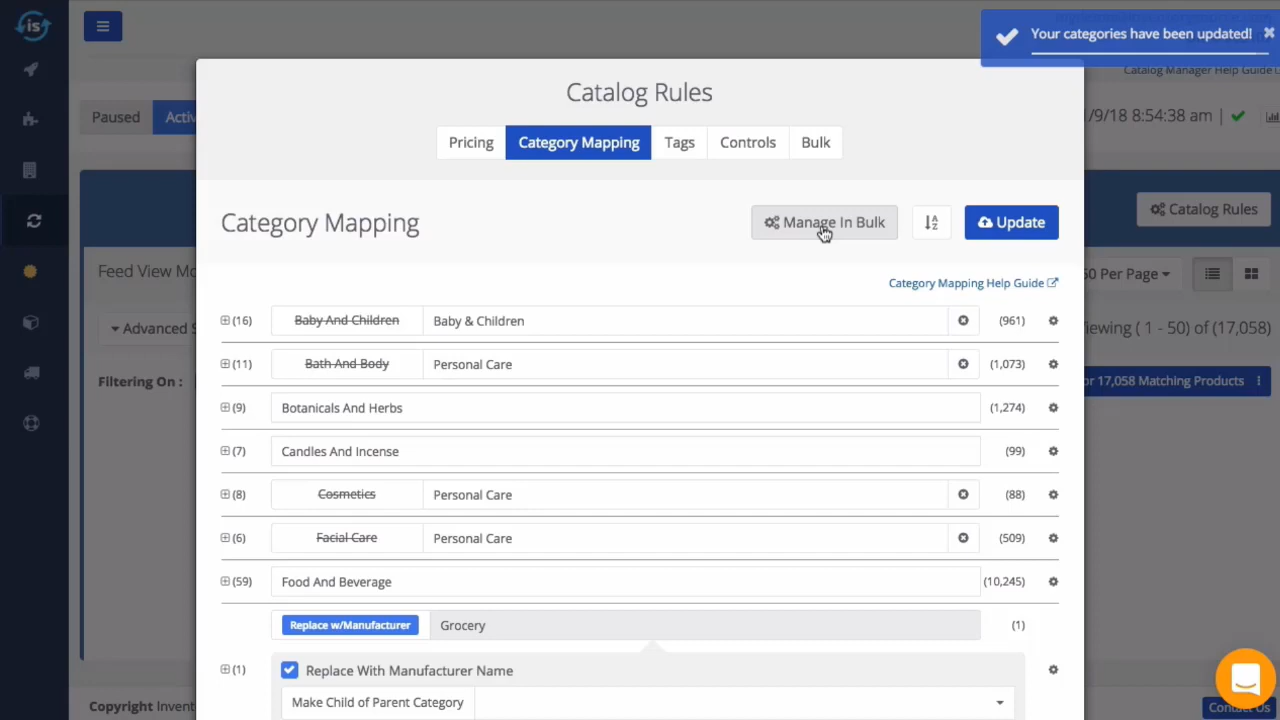 is
Your categories have been updated! ×
Catalog Manager Help Guide
Catalog Rules
Paused Activ
/9/18 8:54:38 am |
Pricing Category Mapping Tags Controls Bulk
Catalog Rules
Category Mapping Manage In Bulk Update
Feed View Mo
0 Per Page
Category Mapping Help Guide
Advanced S
(16) Baby And Children Baby & Children (961)
iewing ( 1 - 50) of (17,058)
(11) Bath And Body Personal Care (1,073)
Filtering On :
or 17,058 Matching Products
(9) Botanicals And Herbs (1,274)
(7) Candles And Incense (99)
(8) Cosmetics Personal Care (88)
(6) Facial Care Personal Care (509)
(59) Food And Beverage (10,245)
Replace w/Manufacturer Grocery (1)
(1) Replace With Manufacturer Name
Make Child of Parent Category
Copyright Invent
Contact Us